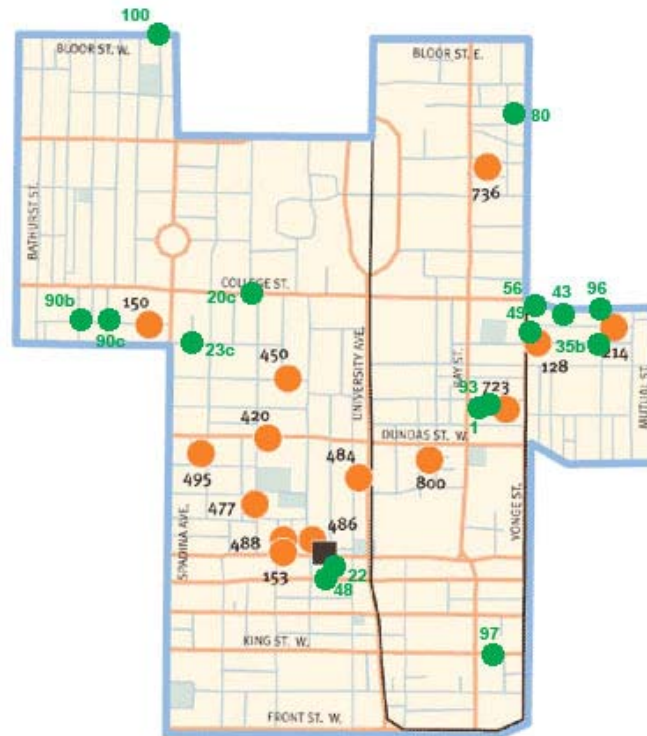 100
BLOOR ST. W.
BLOOR ST. E.
80
736
BATHURST ST.
COLLEGE ST.
20c
56
43
96
90b
150
90c
49
23c
35b
214
128
450
UNIVERSITY AVE.
BAY ST.
93
723
1
MUTUAL ST.
420
DUNDAS ST. W.
495
484
800
477
486
488
YONGE ST.
SPADINA AVE.
153
22
48
KING ST. W.
97
FRONT ST. W.